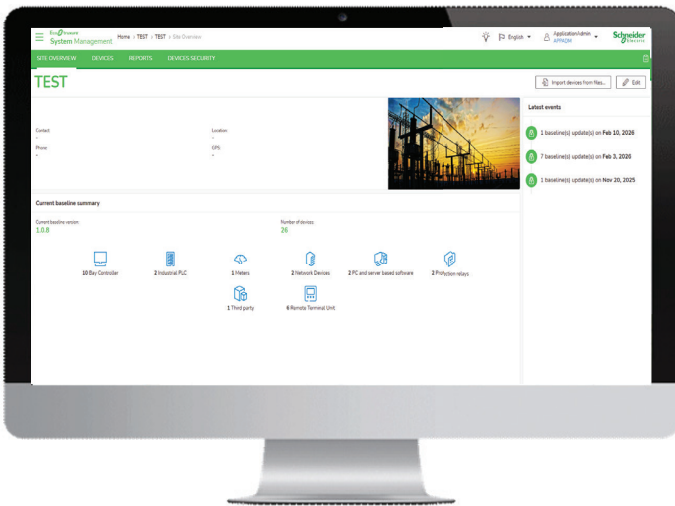 EcoStruxure
System Management
Home > TEST > TEST > Site Overview
English
ApplicationAdmin
APPADM
Schneider
Electric
SITE OVERVIEW DEVICES REPORTS DEVICES SECURITY
TEST
Import devices from files...
Edit
Contact
-
Location
-
Phone
-
GPS
-
Latest events
1 baseline(s) update(s) on Feb 10, 2026
7 baseline(s) update(s) on Feb 3, 2026
1 baseline(s) update(s) on Nov 20, 2025
Current baseline summary
Current baseline version
1.0.8
Number of devices
26
10 Bay Controller
2 Industrial PLC
1 Meters
2 Network Devices
2 PC and server based software
2 Protection relays
1 Third party
6 Remote Terminal Unit